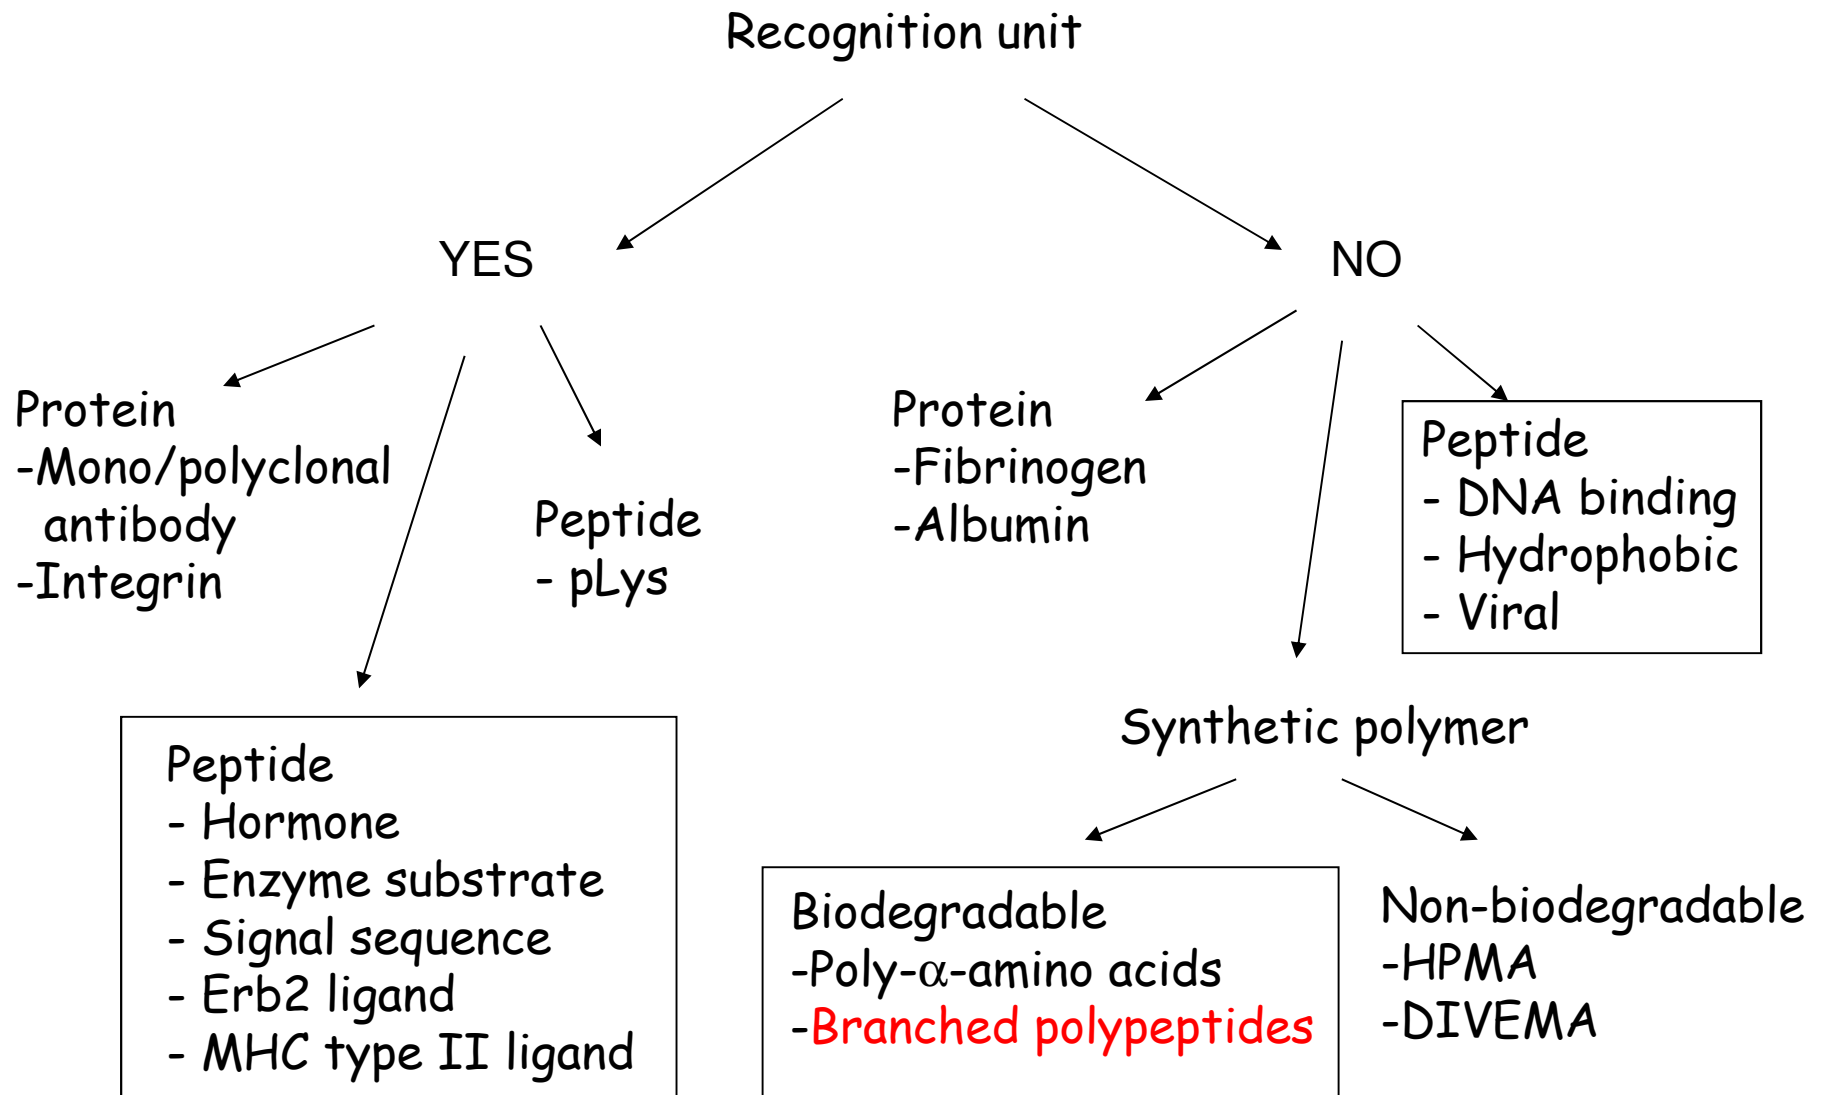 Recognition unit
YES
NO
Protein
-Mono/polyclonal
antibody
-Integrin
Peptide
- pLys
Protein
-Fibrinogen
-Albumin
Peptide
- DNA binding
- Hydrophobic
- Viral
Synthetic polymer
Peptide
- Hormone
- Enzyme substrate
- Signal sequence
- Erb2 ligand
- MHC type II ligand
Biodegradable
-Poly-α-amino acids
-Branched polypeptides
Non-biodegradable
-HPMA
-DIVEMA